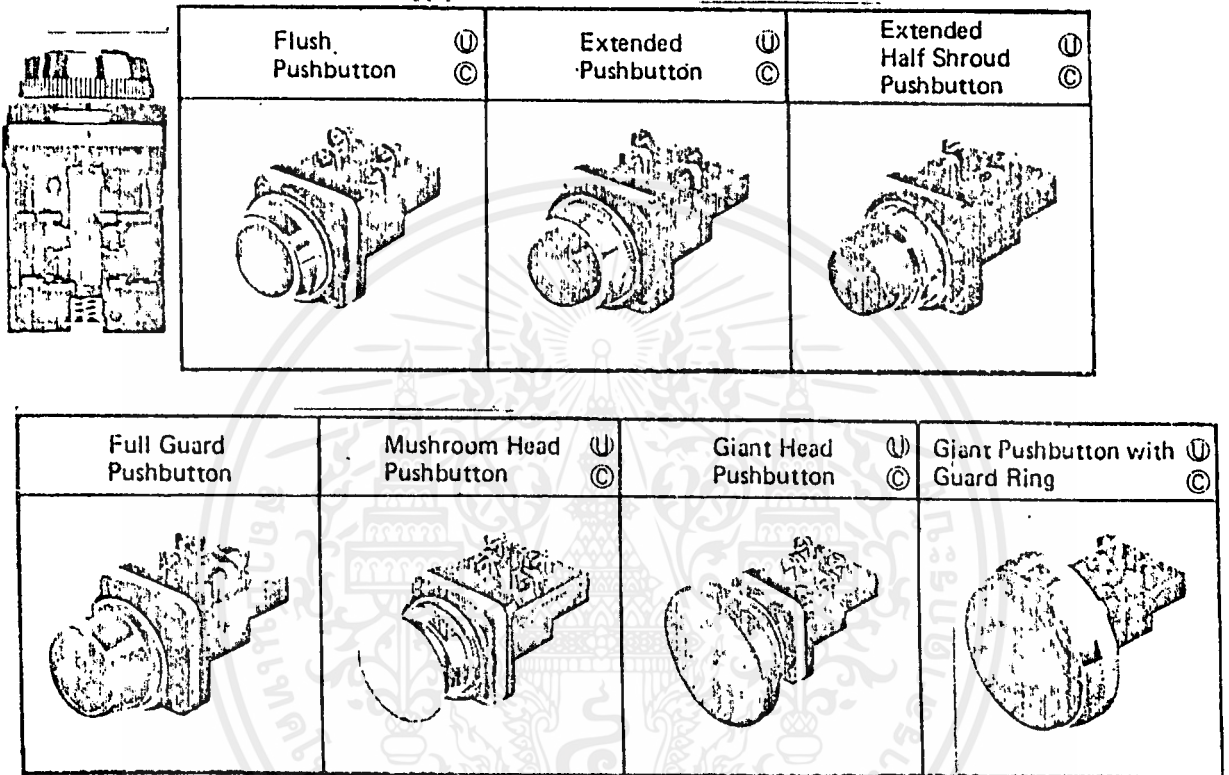 Flush Ⓤ
Pushbutton Ⓒ
Extended Ⓤ
Pushbutton Ⓒ
Extended Ⓤ
Half Shroud Ⓒ
Pushbutton
Full Guard
Pushbutton
Mushroom Head Ⓤ
Pushbutton Ⓒ
Giant Head Ⓤ
Pushbutton Ⓒ
Giant Pushbutton with Ⓤ
Guard Ring Ⓒ